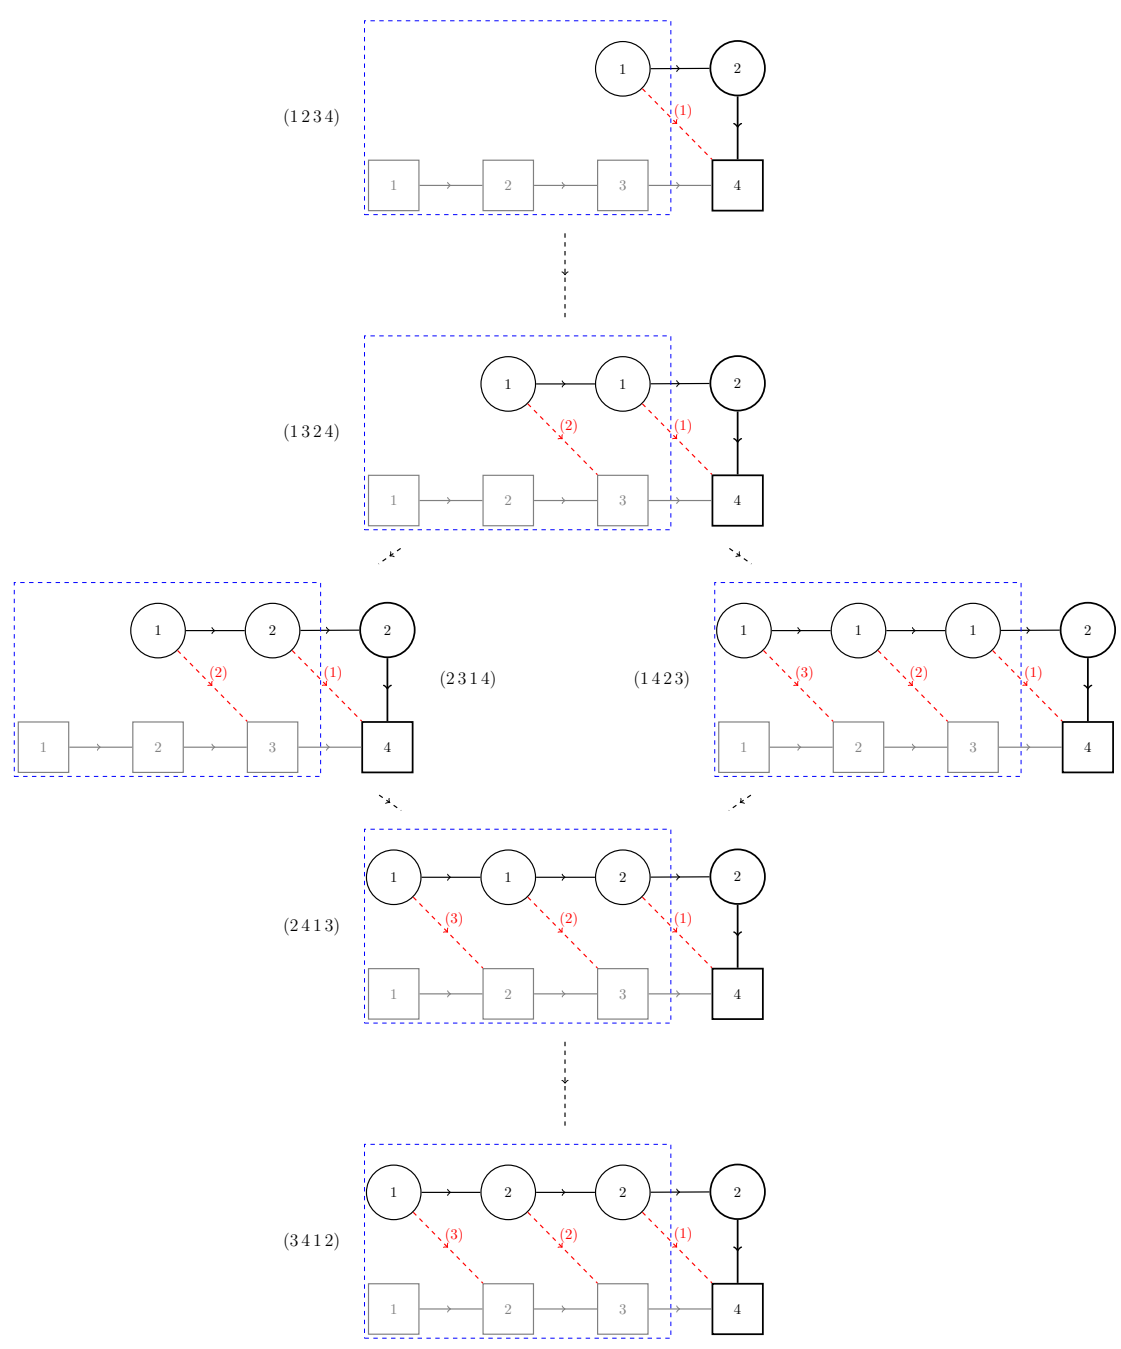 1 2
(1)
(1 2 3 4)
1 2 3 4
1 1 2
(2) (1)
(1 3 2 4)
1 2 3 4
1 2 2 1 1 1 2
(2) (1) (2 3 1 4) (1 4 2 3) (3) (2) (1)
1 2 3 4 1 2 3 4
1 1 2 2
(3) (2) (1)
(2 4 1 3)
1 2 3 4
1 2 2 2
(3) (2) (1)
(3 4 1 2)
1 2 3 4